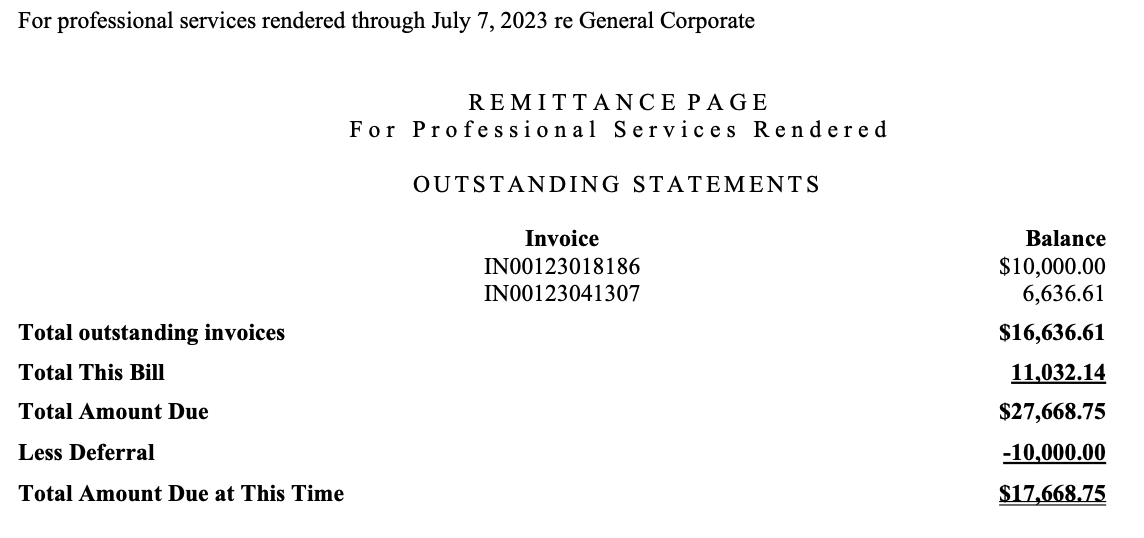 For professional services rendered through July 7, 2023 re General Corporate
REMITTANCE PAGE
For Professional Services Rendered
OUTSTANDING STATEMENTS
Invoice Balance
IN00123018186 $10,000.00
IN00123041307 6,636.61
Total outstanding invoices $16,636.61
Total This Bill 11,032.14
Total Amount Due $27,668.75
Less Deferral -10,000.00
Total Amount Due at This Time $17,668.75